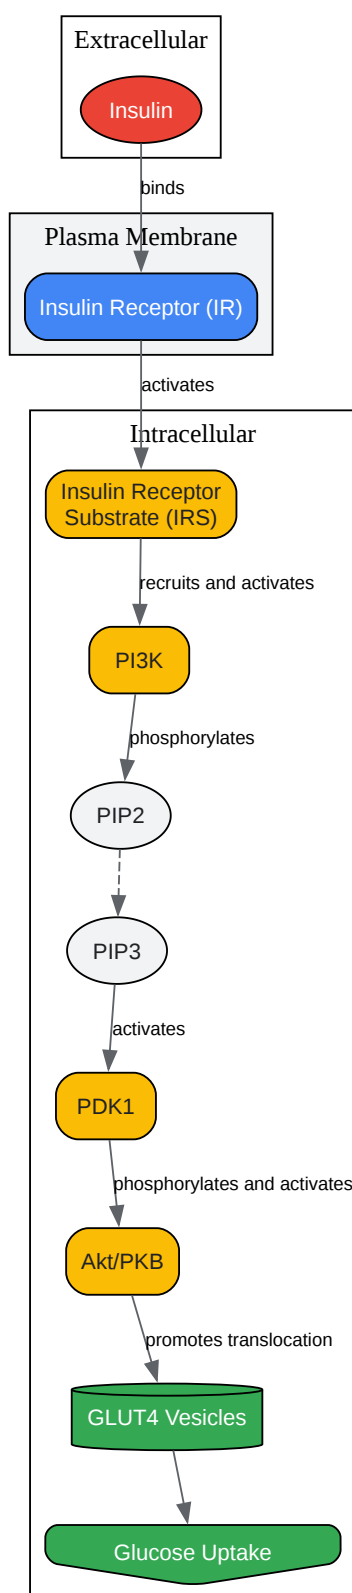 Extracellular
Insulin
binds
Plasma Membrane
Insulin Receptor (IR)
activates
Intracellular
Insulin Receptor
Substrate (IRS)
recruits and activates
PI3K
phosphorylates
PIP2
PIP3
activates
PDK1
phosphorylates and activates
Akt/PKB
promotes translocation
GLUT4 Vesicles
Glucose Uptake